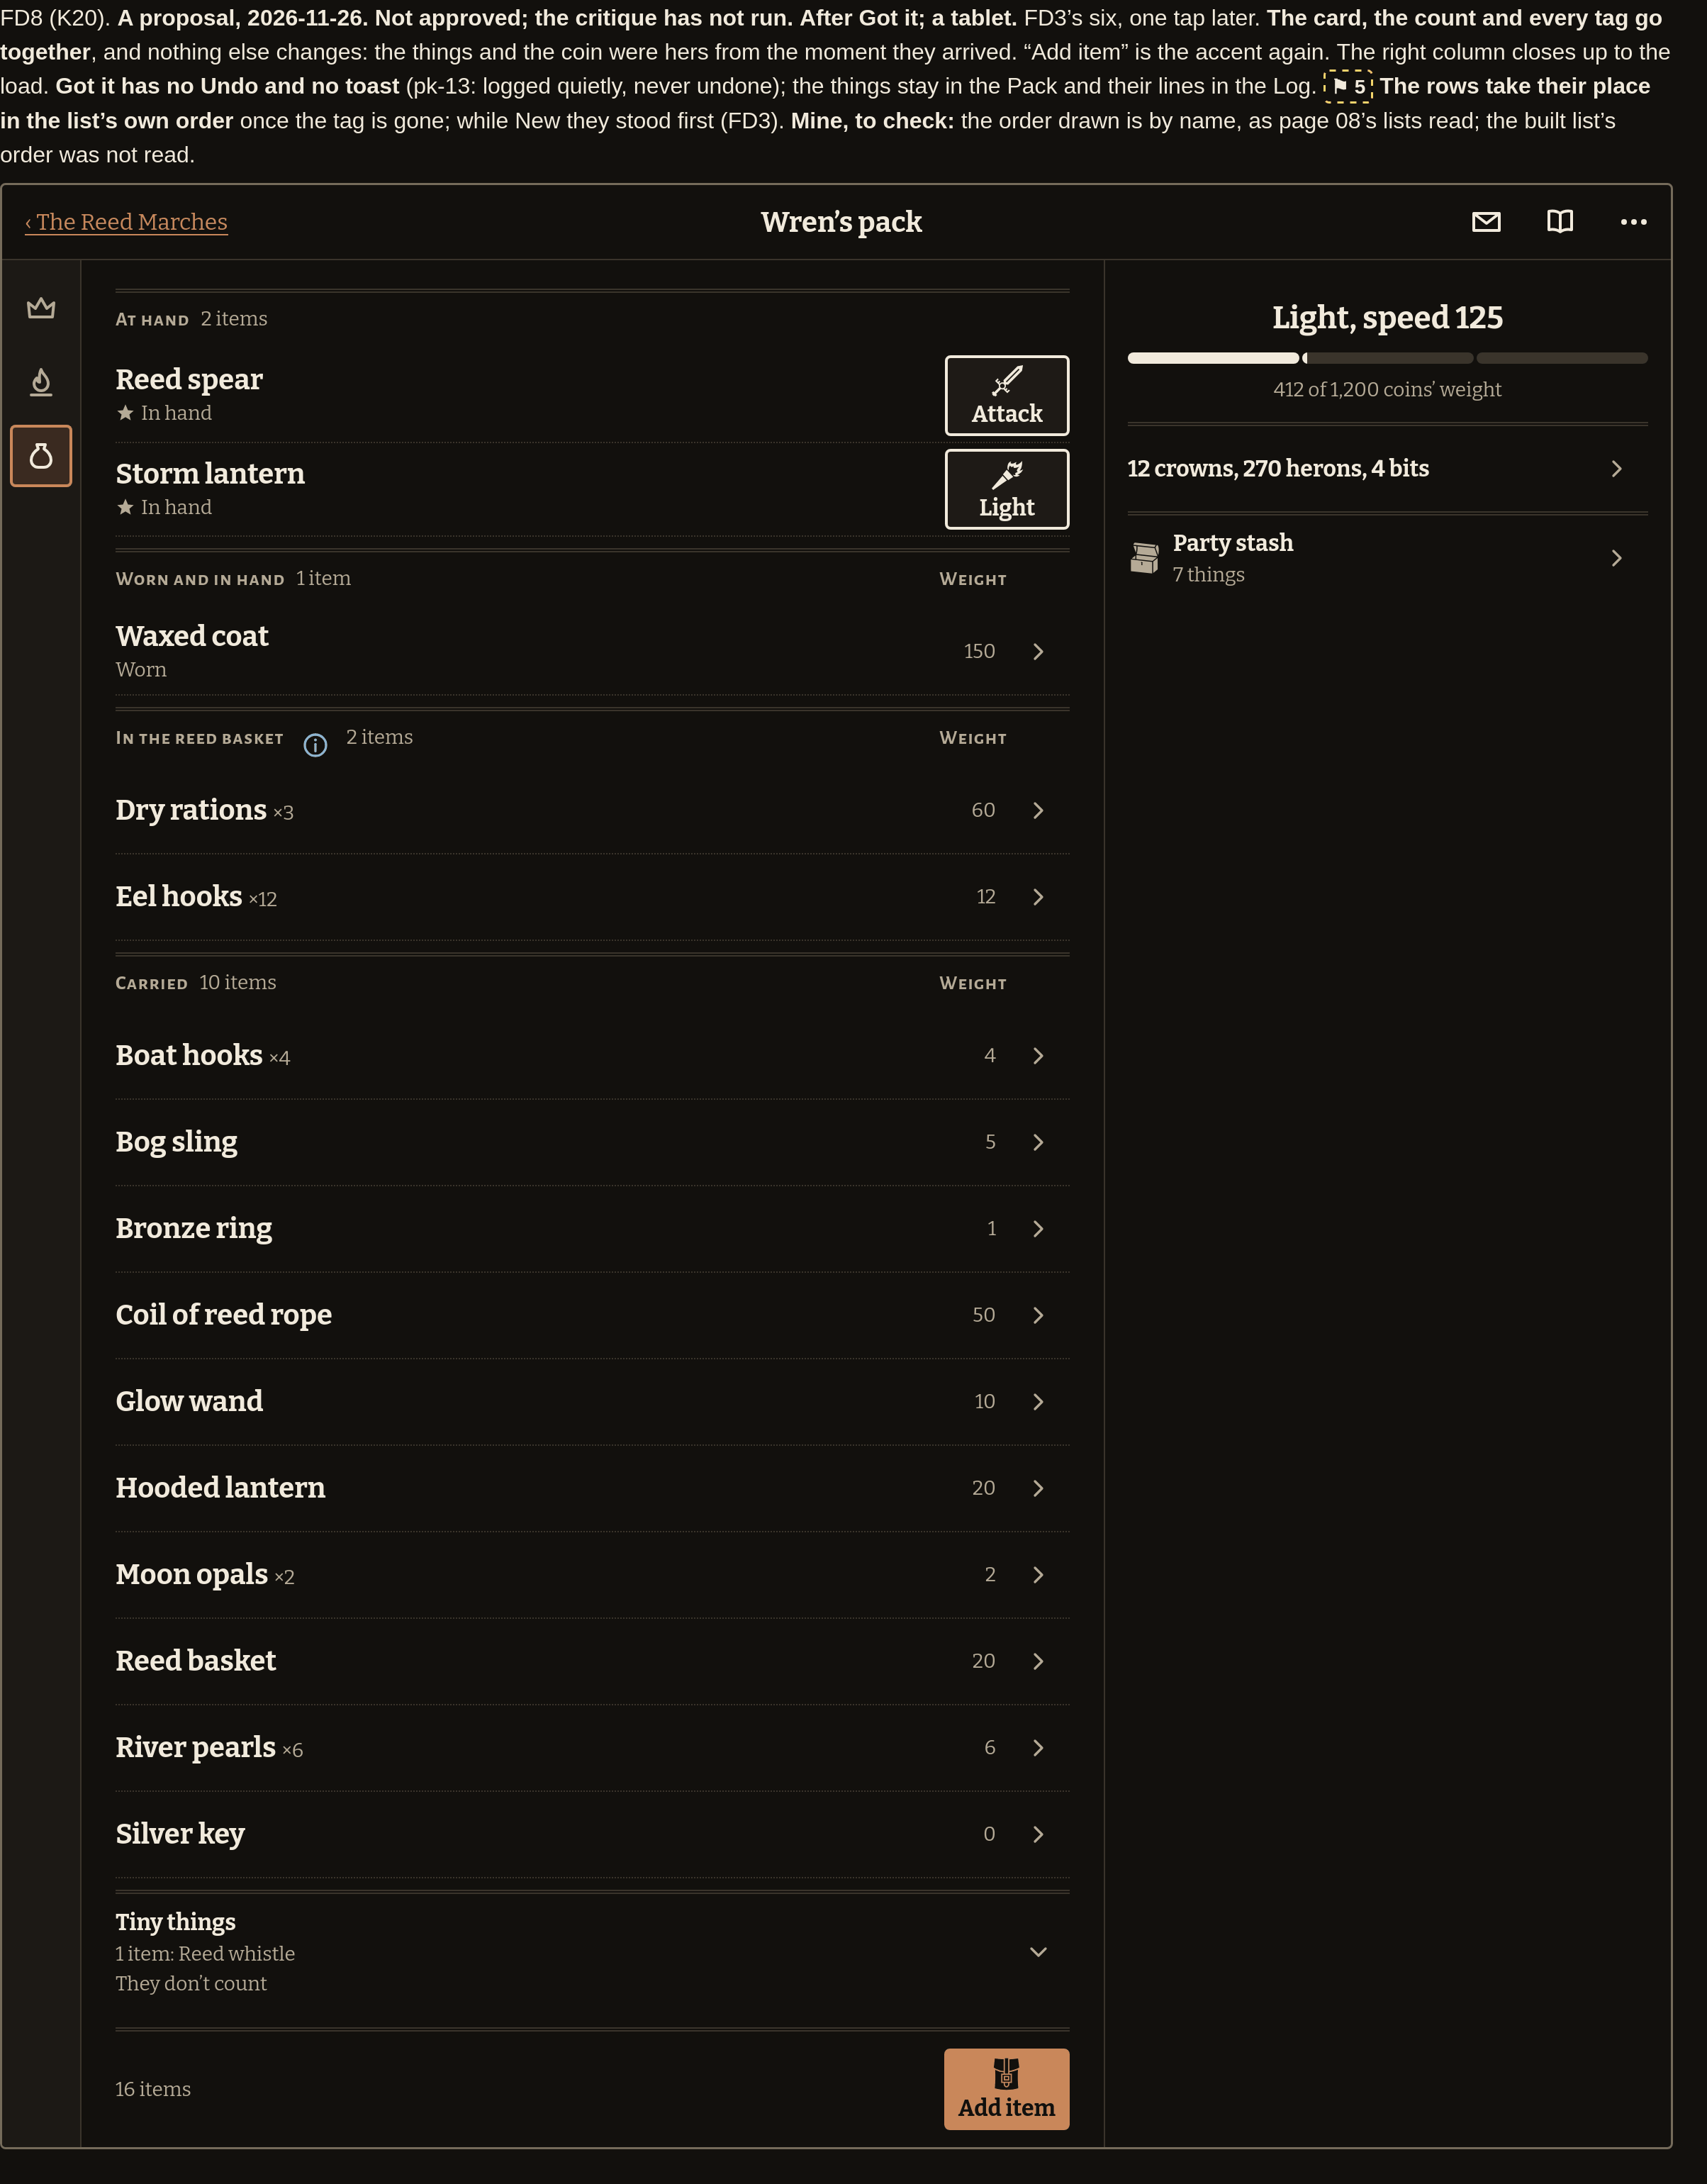 FD8 (K20). A proposal, 2026-11-26. Not approved; the critique has not run. After Got it; a tablet. FD3’s six, one tap later. The card, the count and every tag go
together, and nothing else changes: the things and the coin were hers from the moment they arrived. “Add item” is the accent again. The right column closes up to the
load. Got it has no Undo and no toast (pk-13: logged quietly, never undone); the things stay in the Pack and their lines in the Log. ⚑ 5 The rows take their place
in the list’s own order once the tag is gone; while New they stood first (FD3). Mine, to check: the order drawn is by name, as page 08’s lists read; the built list’s
order was not read.
‹ The Reed Marches
Wren’s pack
At hand 2 items
Reed spear
★ In hand
Attack
Storm lantern
★ In hand
Light
Worn and in hand 1 item Weight
Waxed coat
Worn
150
In the reed basket 2 items Weight
Dry rations ×3 60
Eel hooks ×12 12
Carried 10 items Weight
Boat hooks ×4 4
Bog sling 5
Bronze ring 1
Coil of reed rope 50
Glow wand 10
Hooded lantern 20
Moon opals ×2 2
Reed basket 20
River pearls ×6 6
Silver key 0
Tiny things
1 item: Reed whistle
They don’t count
16 items
Add item
Light, speed 125
412 of 1,200 coins’ weight
12 crowns, 270 herons, 4 bits
Party stash
7 things